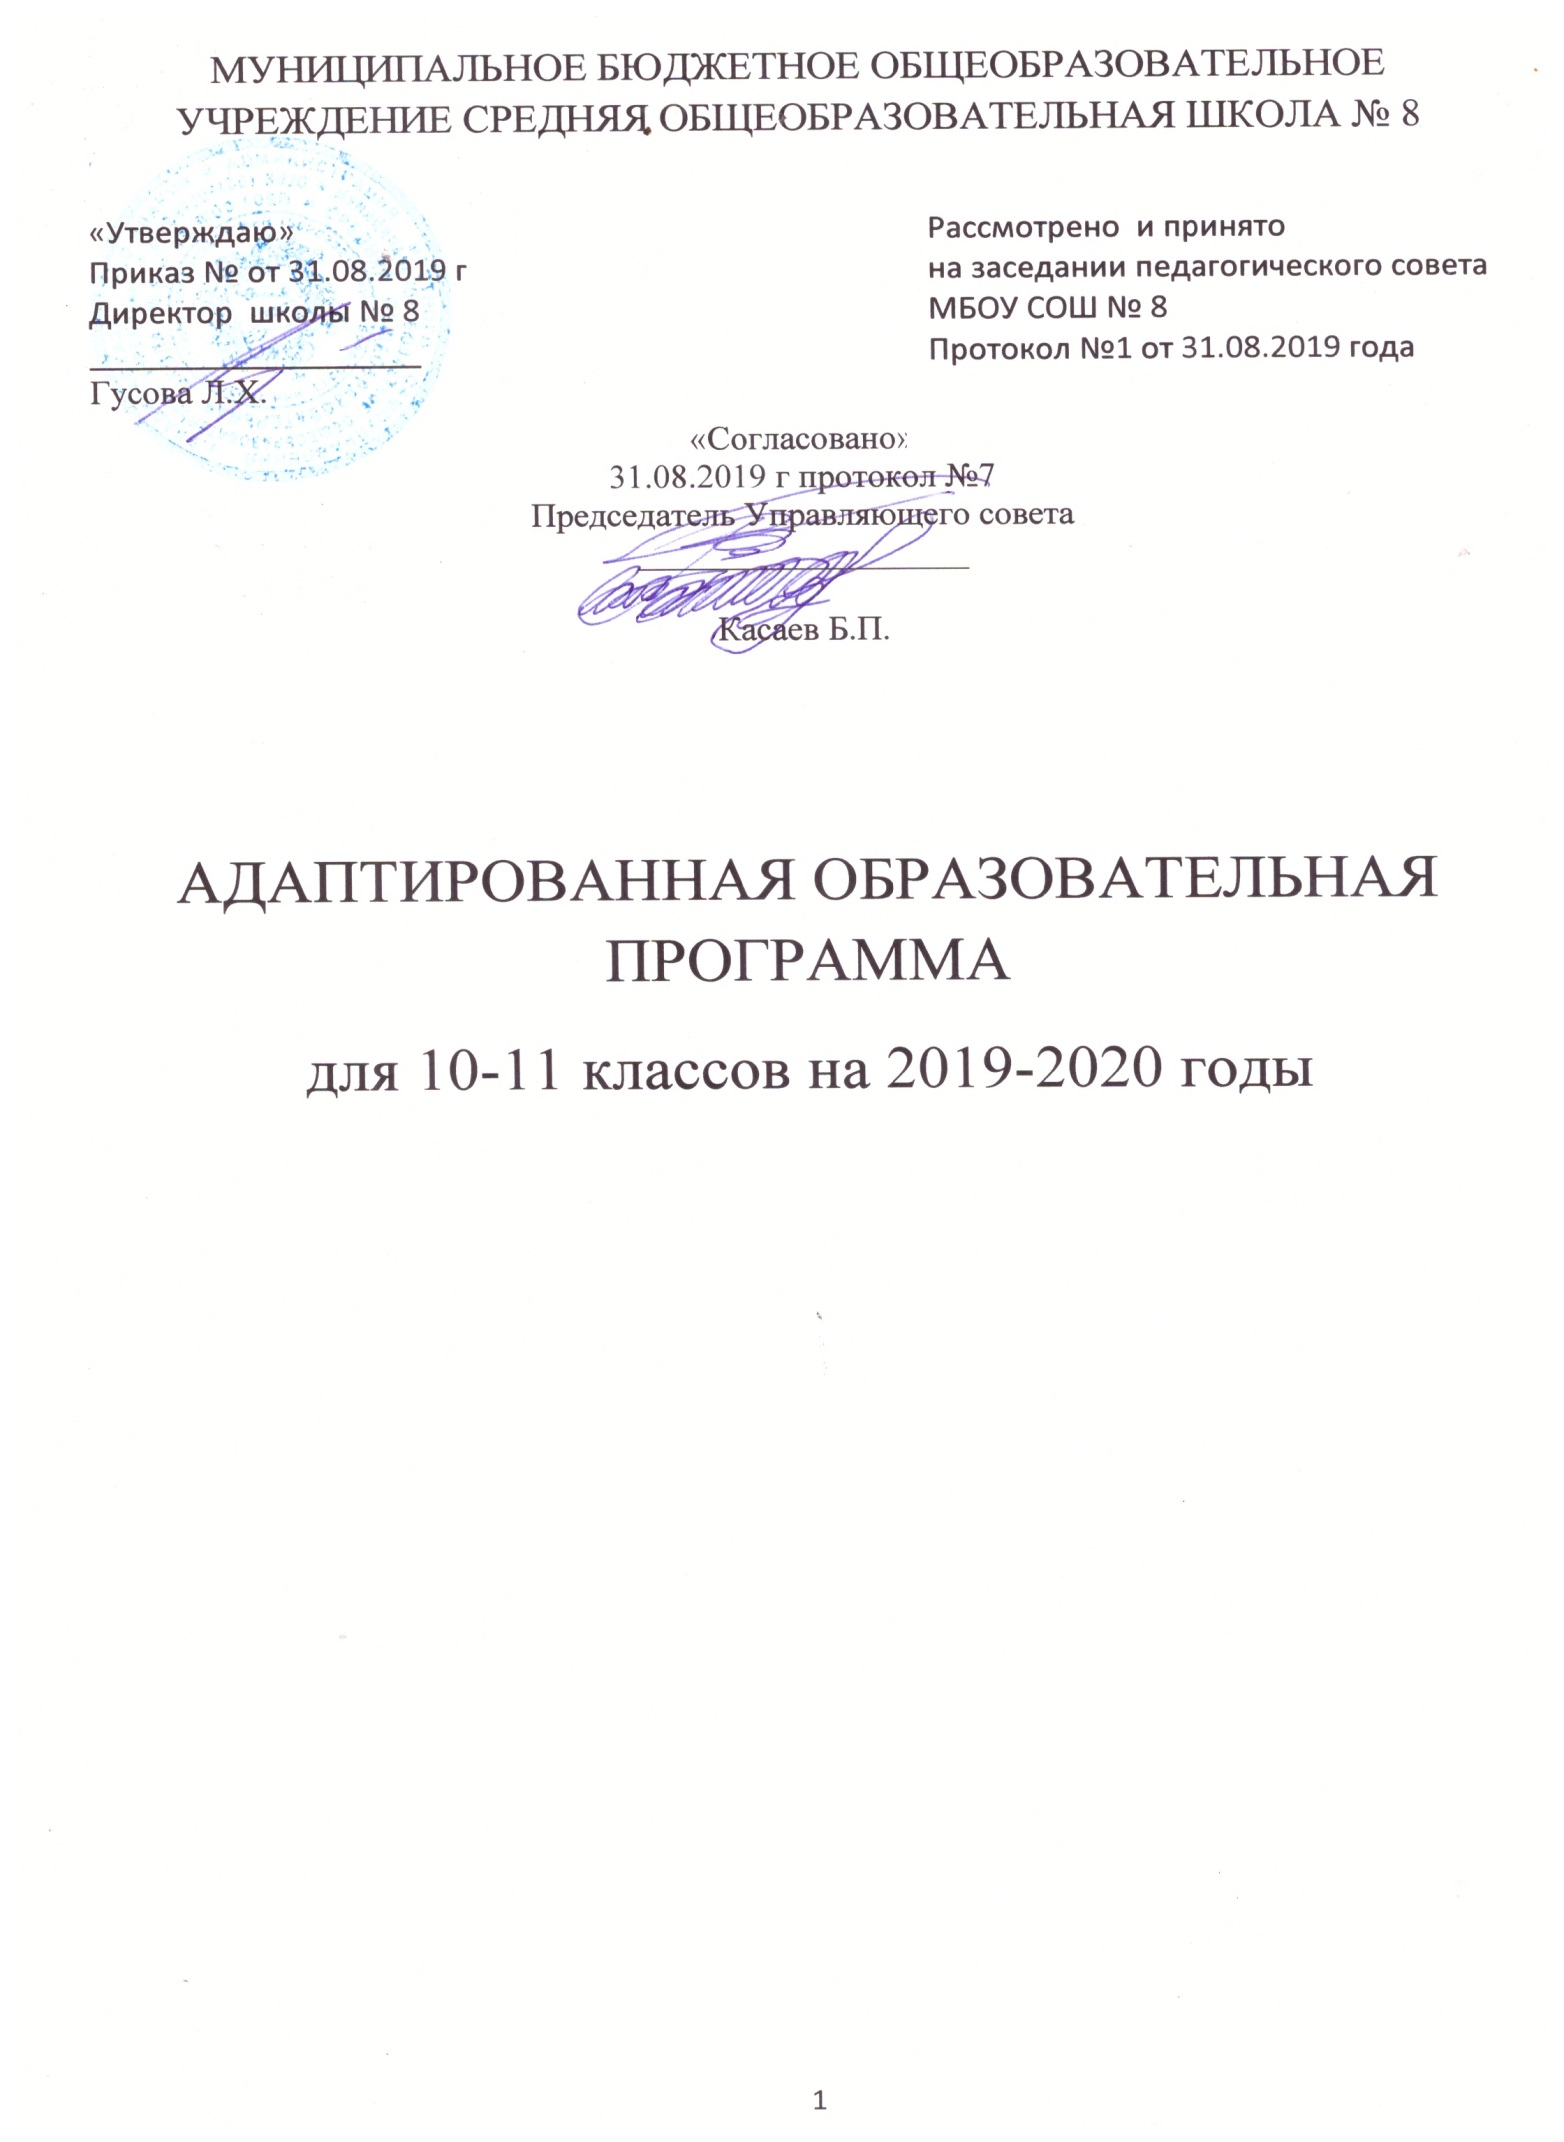 МУНИЦИПАЛЬНОЕ БЮДЖЕТНОЕ ОБЩЕОБРАЗОВАТЕЛЬНОЕ
УЧРЕЖДЕНИЕ СРЕДНЯЯ ОБЩЕОБРАЗОВАТЕЛЬНАЯ ШКОЛА № 8
«Утверждаю»
Приказ № от 31.08.2019 г
Директор школы № 8
Гусова Л.Х.
Рассмотрено и принято
на заседании педагогического совета
МБОУ СОШ № 8
Протокол №1 от 31.08.2019 года
«Согласовано»
31.08.2019 г протокол №7
Председатель Управляющего совета
Касаев Б.П.
АДАПТИРОВАННАЯ ОБРАЗОВАТЕЛЬНАЯ
ПРОГРАММА
для 10-11 классов на 2019-2020 годы
1